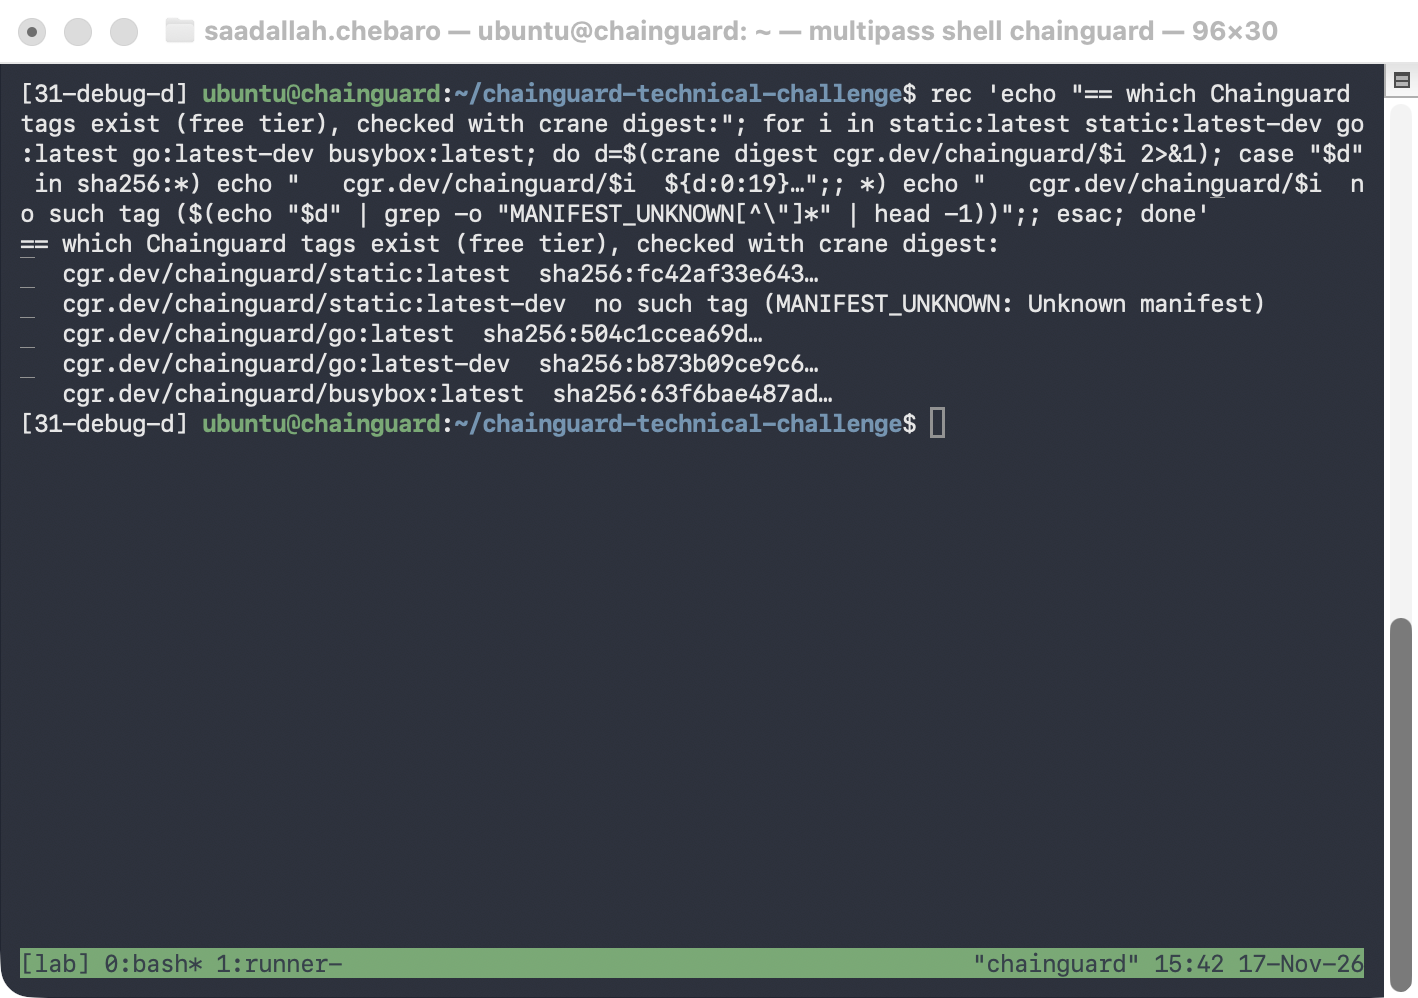 saadallah.chebaro — ubuntu@chainguard: ~ — multipass shell chainguard — 96×30
[31-debug-d] ubuntu@chainguard:~/chainguard-technical-challenge$ rec 'echo "== which Chainguard
tags exist (free tier), checked with crane digest:"; for i in static:latest static:latest-dev go
:latest go:latest-dev busybox:latest; do d=$(crane digest cgr.dev/chainguard/$i 2>&1); case "$d"
 in sha256:*) echo "   cgr.dev/chainguard/$i  ${d:0:19}…";; *) echo "   cgr.dev/chainguard/$i  n
o such tag ($(echo "$d" | grep -o "MANIFEST_UNKNOWN[^\"]*" | head -1))";; esac; done'
== which Chainguard tags exist (free tier), checked with crane digest:
_  cgr.dev/chainguard/static:latest  sha256:fc42af33e643…
_  cgr.dev/chainguard/static:latest-dev  no such tag (MANIFEST_UNKNOWN: Unknown manifest)
_  cgr.dev/chainguard/go:latest  sha256:504c1ccea69d…
_  cgr.dev/chainguard/go:latest-dev  sha256:b873b09ce9c6…
   cgr.dev/chainguard/busybox:latest  sha256:63f6bae487ad…
[31-debug-d] ubuntu@chainguard:~/chainguard-technical-challenge$
[lab] 0:bash* 1:runner- "chainguard" 15:42 17-Nov-26